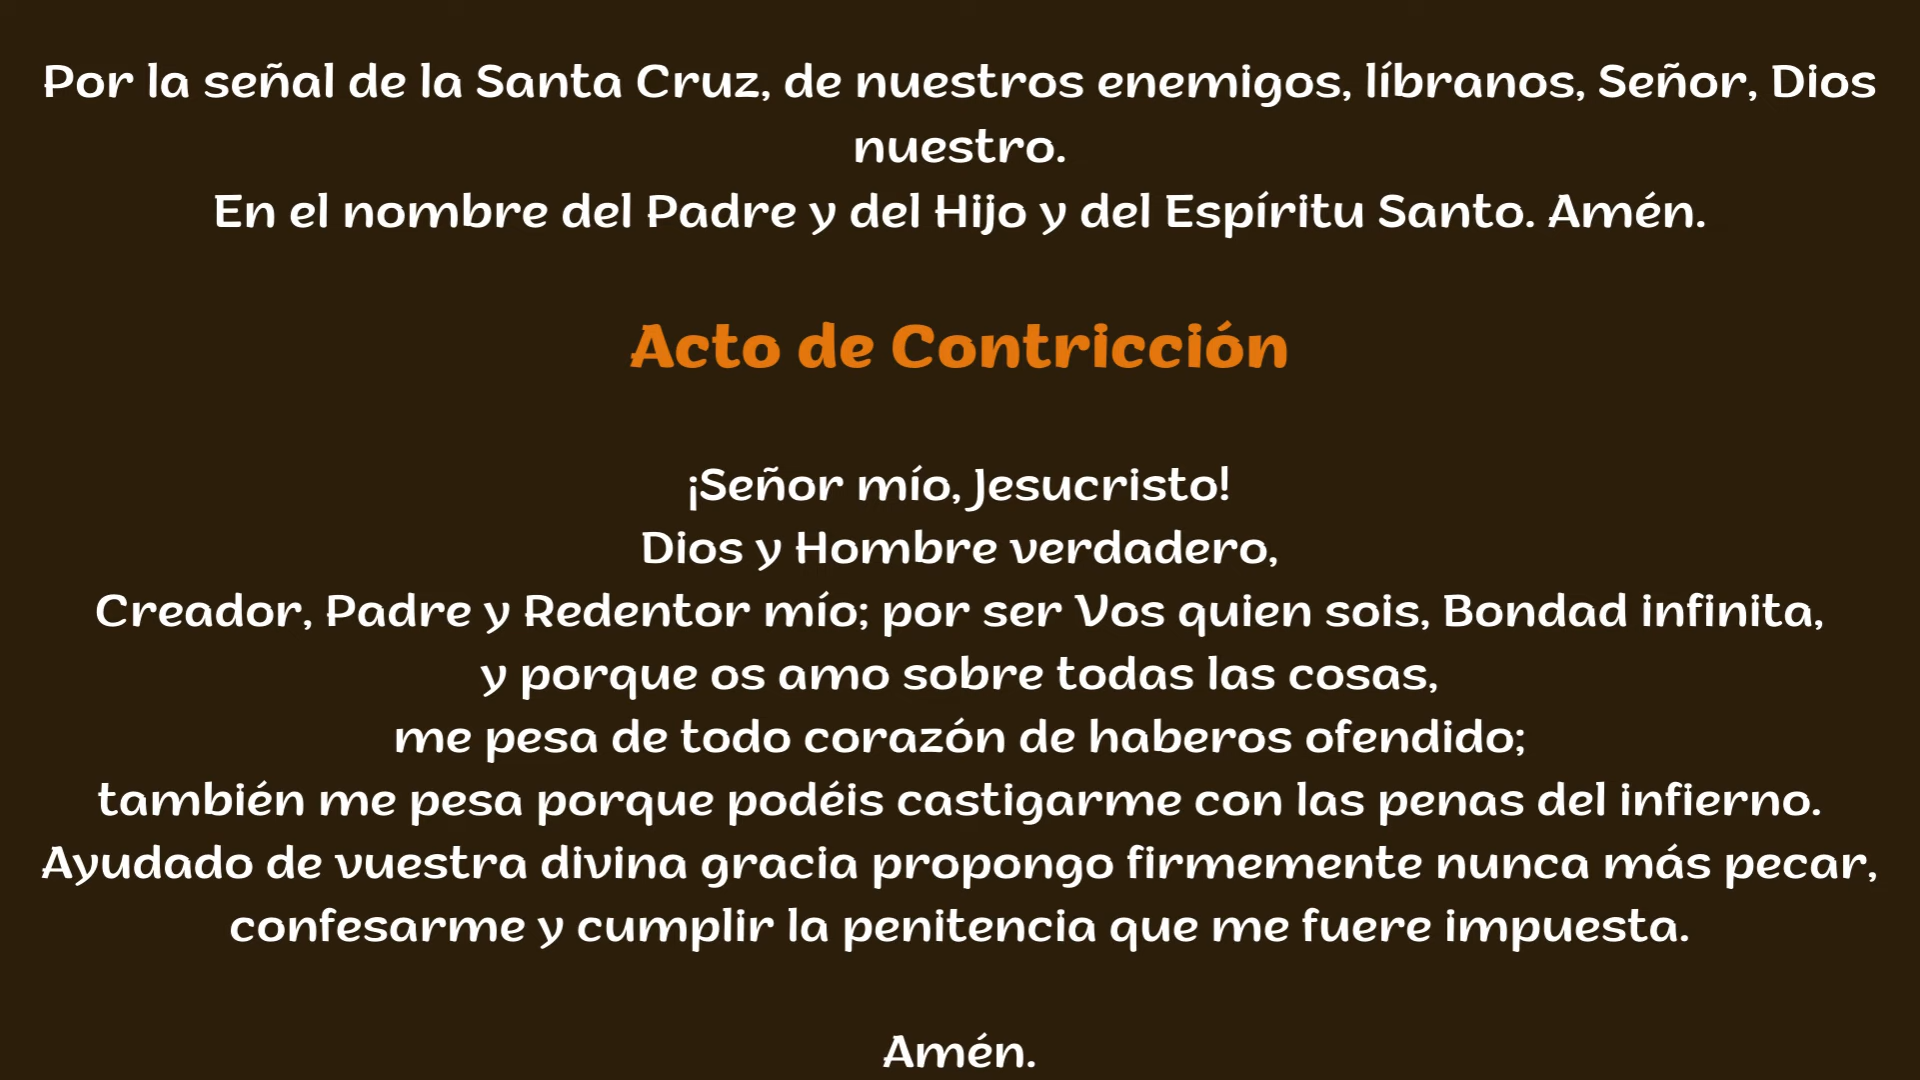 Por la señal de la Santa Cruz, de nuestros enemigos, líbranos, Señor, Dios
nuestro.
En el nombre del Padre y del Hijo y del Espíritu Santo. Amén.
Acto de Contricción
¡Señor mío, Jesucristo!
Dios y Hombre verdadero,
Creador, Padre y Redentor mío; por ser Vos quien sois, Bondad infinita,
y porque os amo sobre todas las cosas,
me pesa de todo corazón de haberos ofendido;
también me pesa porque podéis castigarme con las penas del infierno.
Ayudado de vuestra divina gracia propongo firmemente nunca más pecar,
confesarme y cumplir la penitencia que me fuere impuesta.
Amén.